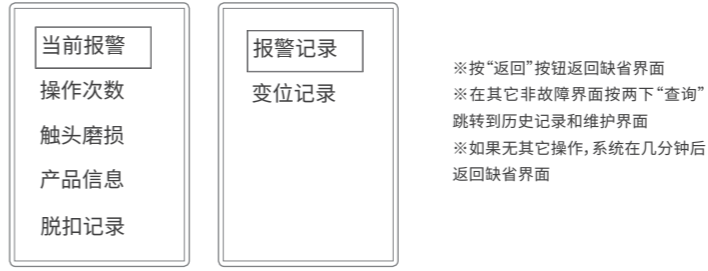 当前报警
操作次数
触头磨损
产品信息
脱扣记录
报警记录
变位记录
※按“返回”按钮返回缺省界面
※在其它非故障界面按两下“查询”
跳转到历史记录和维护界面
※如果无其它操作，系统在几分钟后
返回缺省界面